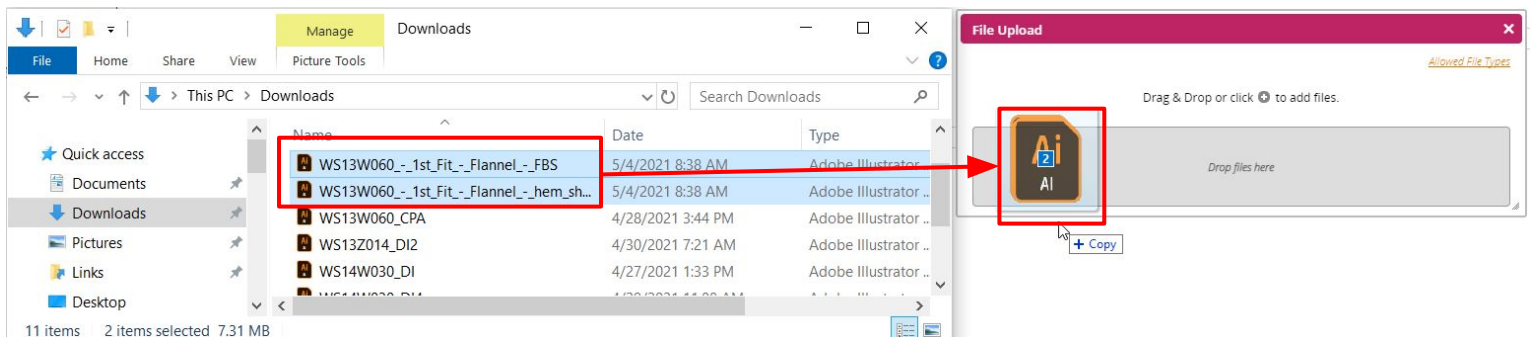 Manage
Downloads
File Upload
File
Home
Share
View
Picture Tools
Allowed File Types
This PC > Downloads
Search Downloads
Drag & Drop or click to add files.
Name
Date
Type
Quick access
WS13W060_-_1st_Fit_-_Flannel_-_FBS
5/4/2021 8:38 AM
Adobe Illustrator
Documents
WS13W060_-_1st_Fit_-_Flannel_-_hem_sh...
5/4/2021 8:38 AM
Adobe Illustrator ..
Downloads
WS13W060_CPA
4/28/2021 3:44 PM
Adobe Illustrator ..
Pictures
WS13Z014_DI2
4/30/2021 7:21 AM
Adobe Illustrator ..
Links
WS14W030_DI
4/27/2021 1:33 PM
Adobe Illustrator ..
Desktop
11 items
2 items selected 7.31 MB
Ai
2
AI
Drop files here
+ Copy